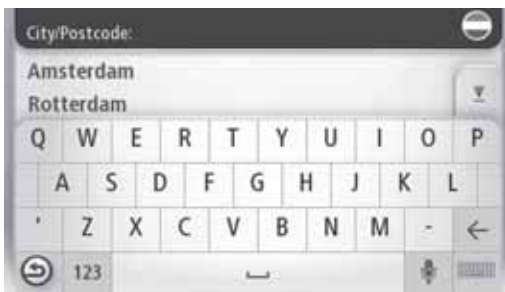 City/Postcode:
Amsterdam
Rotterdam
Q W E R T Y U I O P
A S D F G H J K L
' Z X C V B N M -
123